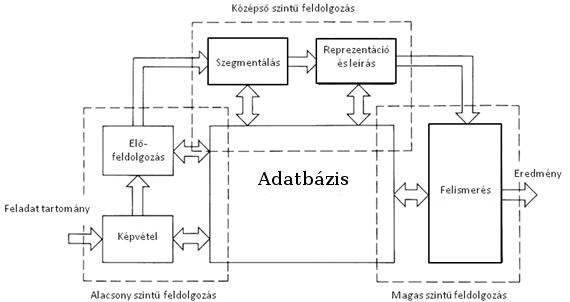 Középső szintű feldolgozás
Szegmentálás
Reprezentáció
és leírás
Elő-
feldolgozás
Adatbázis
Felismerés
Eredmény
Feladat tartomány
Képvétel
Alacsony szintű feldolgozás
Magas szintű feldolgozás